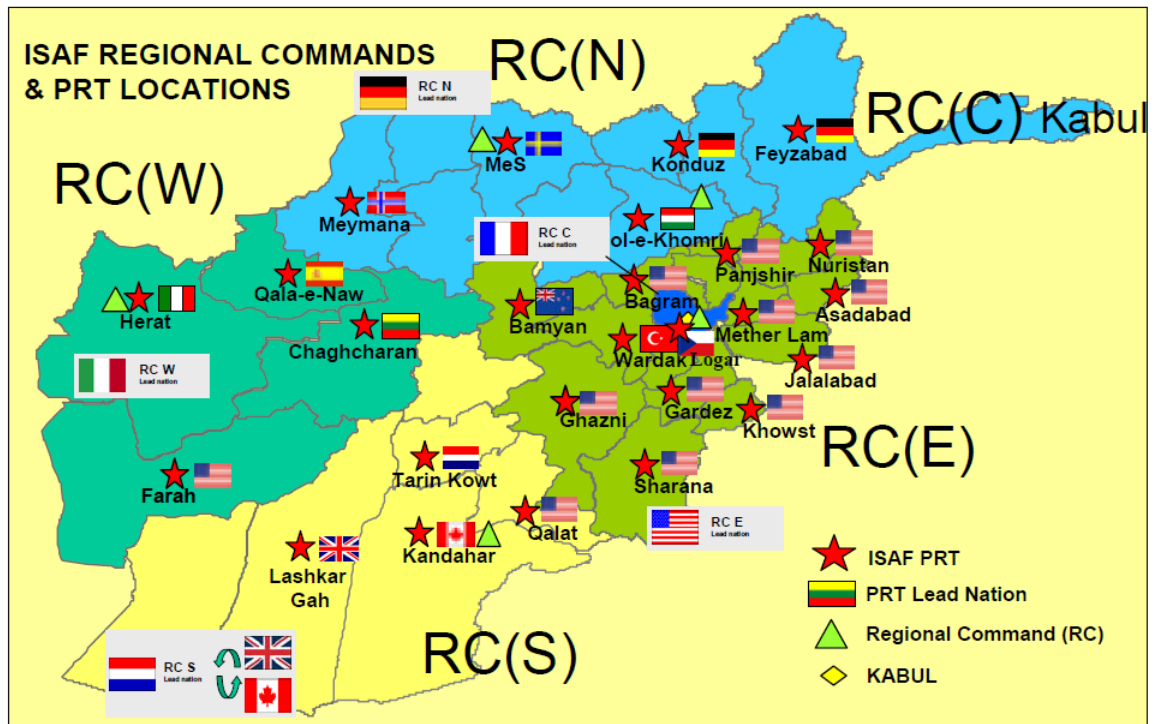 ISAF REGIONAL COMMANDS
& PRT LOCATIONS
RC(N)
RC N
Lead nation
RC(C) Kabul
RC(W)
MeS
Konduz
Feyzabad
Meymana
RC C
Lead nation
ol-e-Khomri
Panjshir
Nuristan
Qala-e-Naw
Bagram
Asadabad
Herat
Bamyan
Mether Lam
Chaghcharan
Wardak
Logar
Jalalabad
RC W
Lead nation
Ghazni
Gardez
Khowst
RC(E)
Farah
Tarin Kowt
Sharana
Qalat
RC E
Lead nation
Kandahar
Lashkar
Gah
ISAF PRT
PRT Lead Nation
RC(S)
Regional Command (RC)
RC S
Lead nation
KABUL